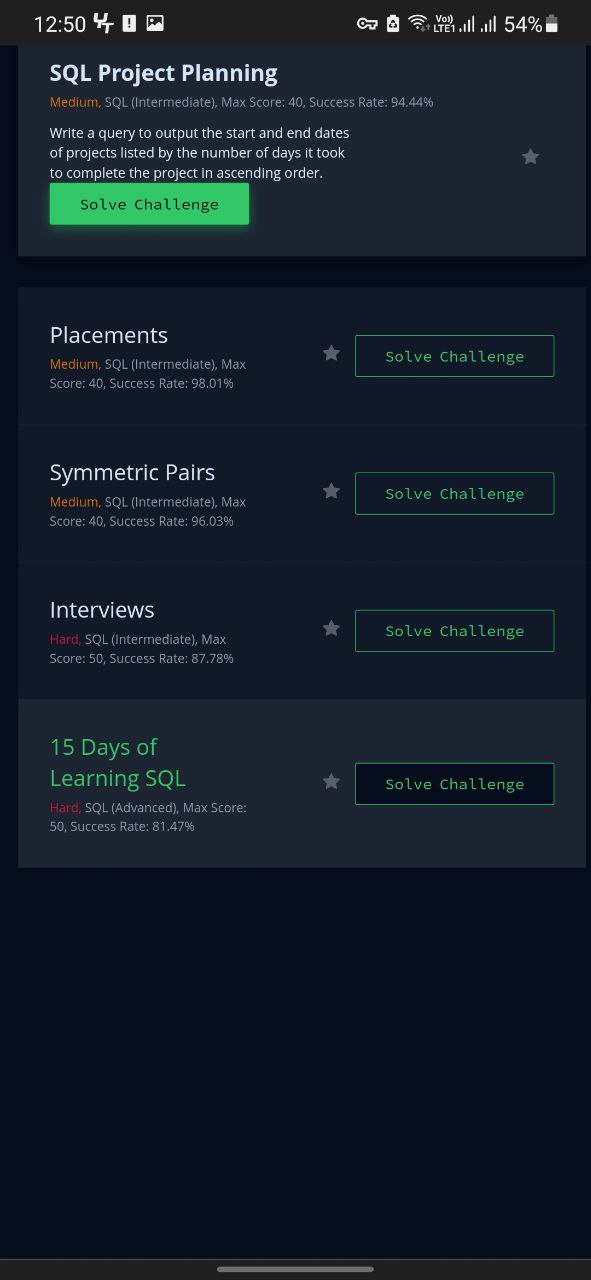 12:50
Vo))
LTE1
54%
SQL Project Planning
Medium, SQL (Intermediate), Max Score: 40, Success Rate: 94.44%
Write a query to output the start and end dates
of projects listed by the number of days it took
to complete the project in ascending order.
Solve Challenge
Placements
Medium, SQL (Intermediate), Max
Score: 40, Success Rate: 98.01%
Solve Challenge
Symmetric Pairs
Medium, SQL (Intermediate), Max
Score: 40, Success Rate: 96.03%
Solve Challenge
Interviews
Hard, SQL (Intermediate), Max
Score: 50, Success Rate: 87.78%
Solve Challenge
15 Days of
Learning SQL
Hard, SQL (Advanced), Max Score:
50, Success Rate: 81.47%
Solve Challenge